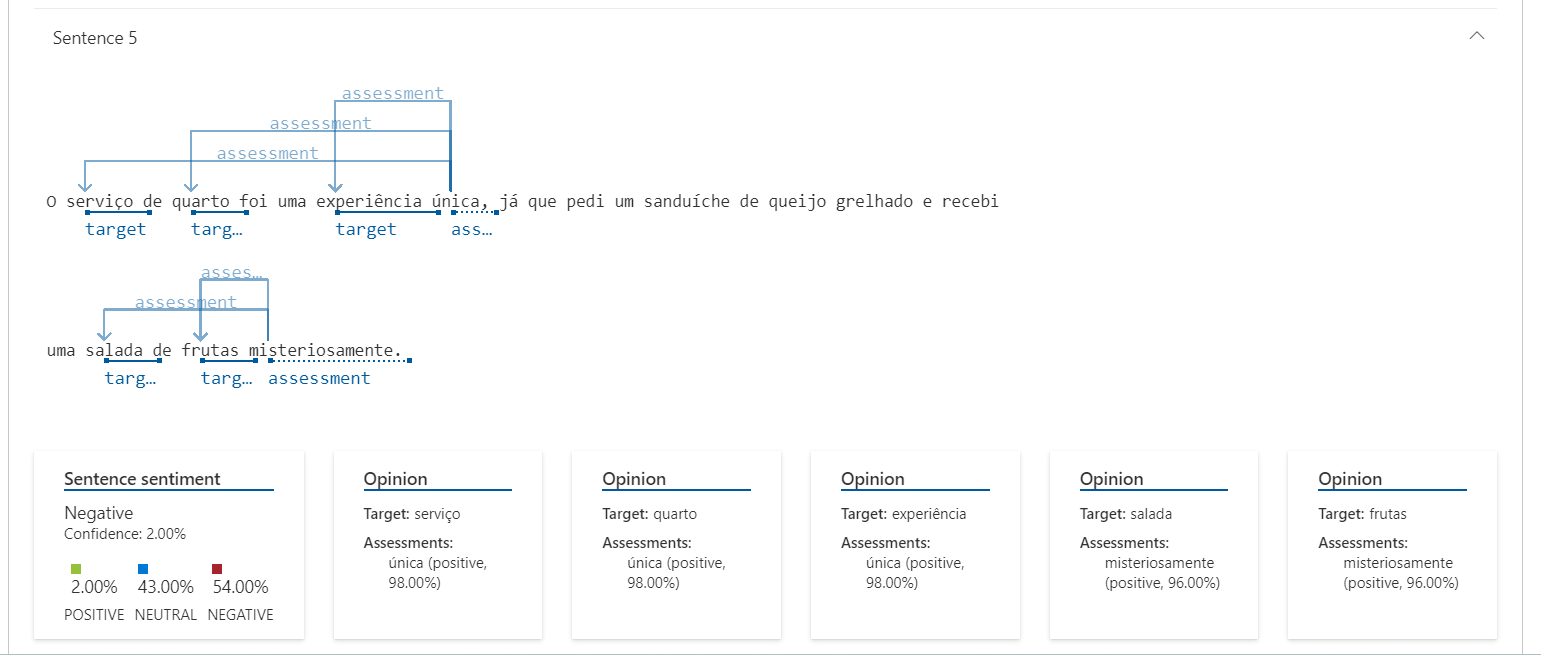 Sentence 5
assessment
assessment
assessment
O serviço de quarto foi uma experiência única, já que pedi um sanduíche de queijo grelhado e recebi
target targ... target ass...
asses...
assessment
uma salada de frutas misteriosamente.
targ... targ... assessment
Sentence sentiment
Negative
Confidence: 2.00%
2.00% 43.00% 54.00%
POSITIVE NEUTRAL NEGATIVE
Opinion
Target: serviço
Assessments:
única (positive,
98.00%)
Opinion
Target: quarto
Assessments:
única (positive,
98.00%)
Opinion
Target: experiência
Assessments:
única (positive,
98.00%)
Opinion
Target: salada
Assessments:
misteriosamente
(positive, 96.00%)
Opinion
Target: frutas
Assessments:
misteriosamente
(positive, 96.00%)